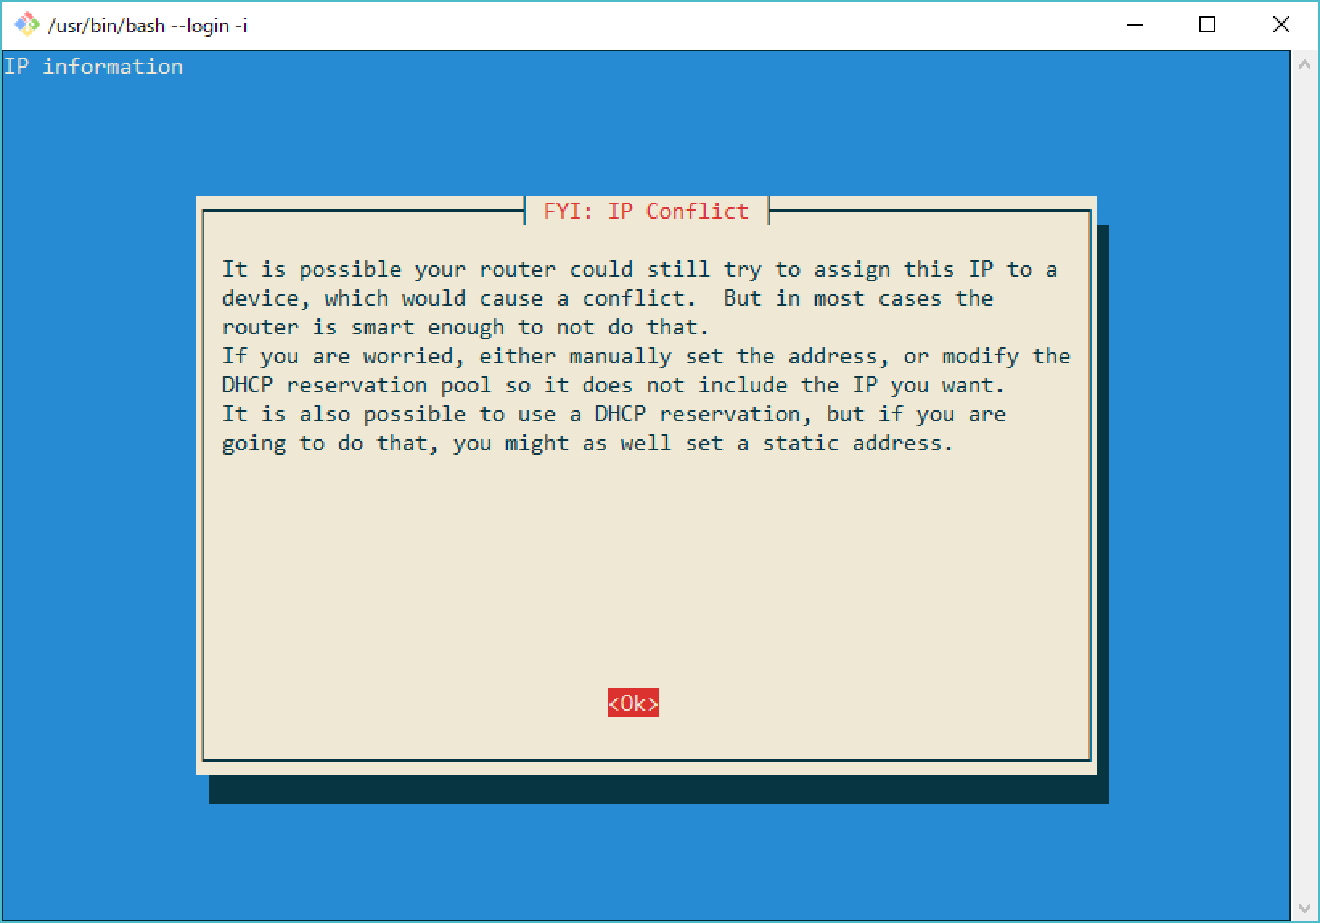 /usr/bin/bash --login -i
IP information
FYI: IP Conflict
It is possible your router could still try to assign this IP to a
device, which would cause a conflict.  But in most cases the
router is smart enough to not do that.
If you are worried, either manually set the address, or modify the
DHCP reservation pool so it does not include the IP you want.
It is also possible to use a DHCP reservation, but if you are
going to do that, you might as well set a static address.
<Ok>